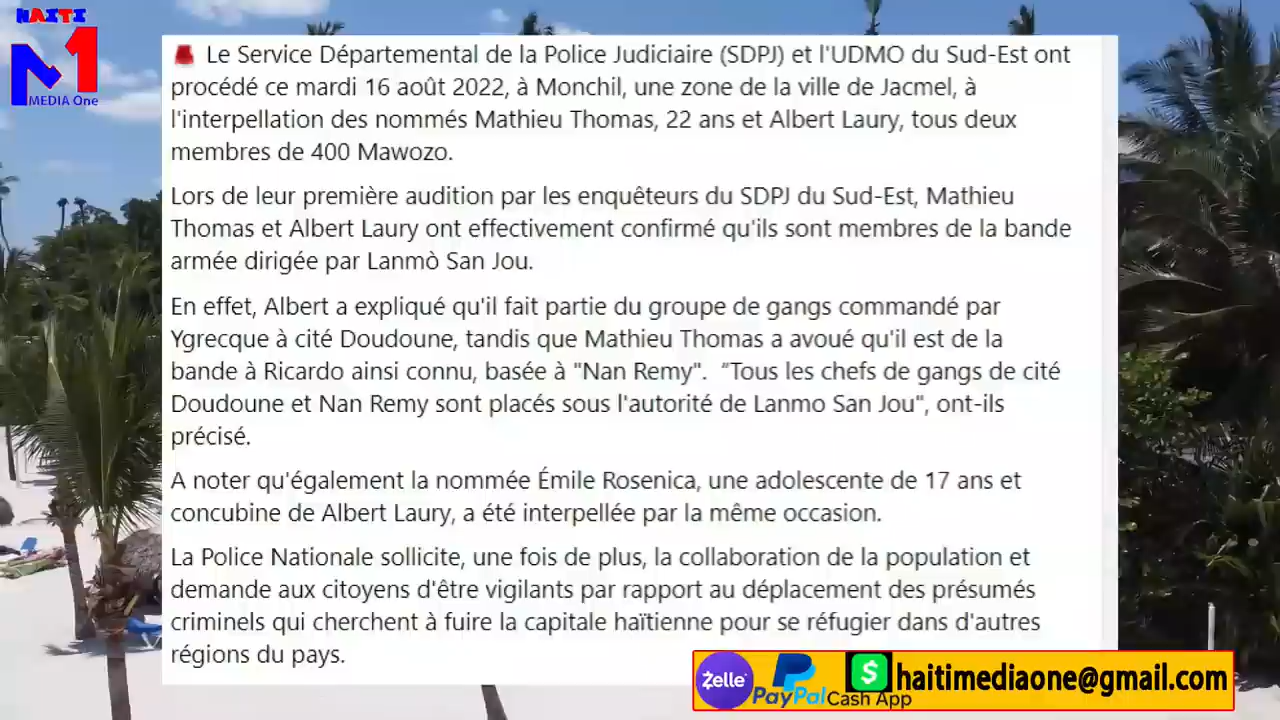 HAITI
M1
MEDIA One
Le Service Départemental de la Police Judiciaire (SDPJ) et l'UDMO du Sud-Est ont
procédé ce mardi 16 août 2022, à Monchil, une zone de la ville de Jacmel, à
l'interpellation des nommés Mathieu Thomas, 22 ans et Albert Laury, tous deux
membres de 400 Mawozo.
Lors de leur première audition par les enquêteurs du SDPJ du Sud-Est, Mathieu
Thomas et Albert Laury ont effectivement confirmé qu'ils sont membres de la bande
armée dirigée par Lanmò San Jou.
En effet, Albert a expliqué qu'il fait partie du groupe de gangs commandé par
Ygrecque à cité Doudoune, tandis que Mathieu Thomas a avoué qu'il est de la
bande à Ricardo ainsi connu, basée à "Nan Remy". “Tous les chefs de gangs de cité
Doudoune et Nan Remy sont placés sous l'autorité de Lanmo San Jou", ont-ils
précisé.
A noter qu'également la nommée Émile Rosenica, une adolescente de 17 ans et
concubine de Albert Laury, a été interpellée par la même occasion.
La Police Nationale sollicite, une fois de plus, la collaboration de la population et
demande aux citoyens d'être vigilants par rapport au déplacement des présumés
criminels qui cherchent à fuire la capitale haïtienne pour se réfugier dans d'autres
régions du pays.
Zelle PayPal $ Cash App haitimediaone@gmail.com